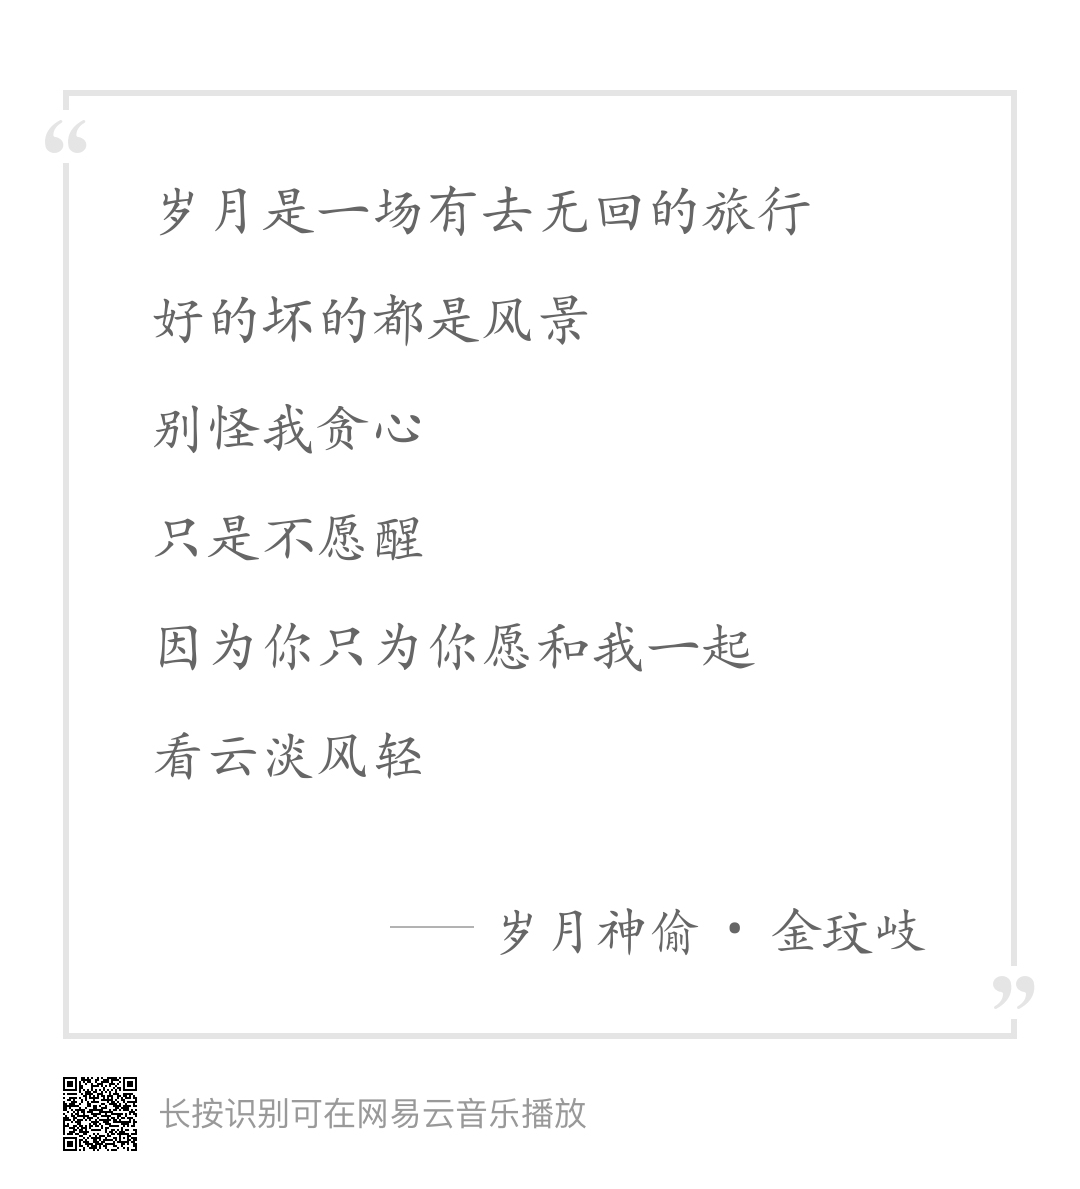 “
岁月是一场有去无回的旅行
好的坏的都是风景
别怪我贪心
只是不愿醒
因为你只为你愿和我一起
看云淡风轻
—— 岁月神偷 · 金玟岐
”
长按识别可在网易云音乐播放